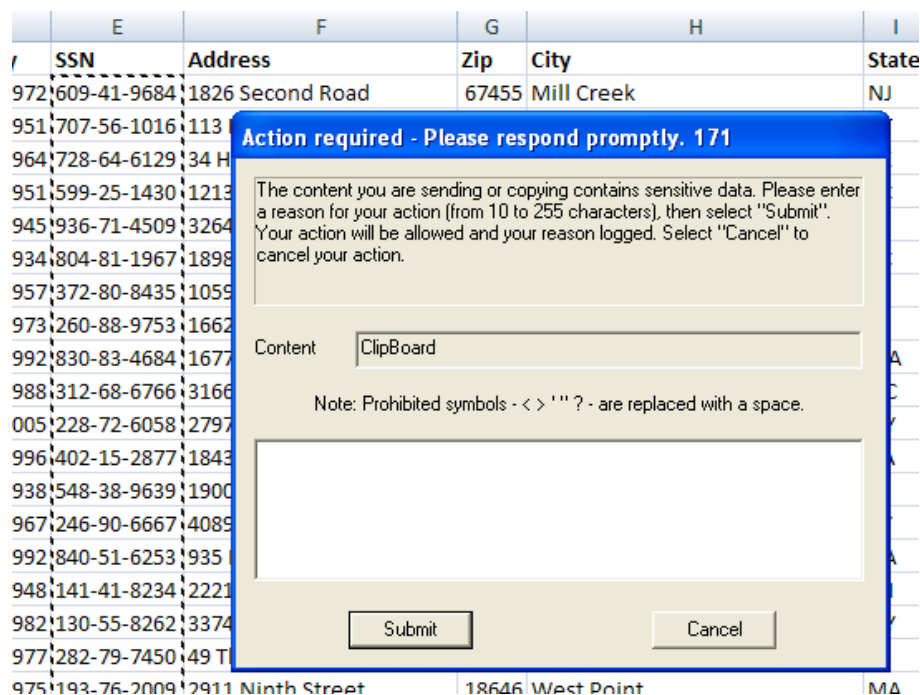 E F G H I
SSN Address Zip City State
972 609-41-9684 1826 Second Road 67455 Mill Creek NJ
951 707-56-1016 113
Action required - Please respond promptly. 171
964 728-64-6129 34 H
951 599-25-1430 1213
The content you are sending or copying contains sensitive data. Please enter
a reason for your action (from 10 to 255 characters), then select "Submit".
945 936-71-4509 3264
Your action will be allowed and your reason logged. Select "Cancel" to
934 804-81-1967 1898
cancel your action.
957 372-80-8435 1059
973 260-88-9753 1662
Content ClipBoard
992 830-83-4684 1677
988 312-68-6766 3166
Note: Prohibited symbols - < > ' " ? - are replaced with a space.
005 228-72-6058 2797
996 402-15-2877 1843
938 548-38-9639 1900
967 246-90-6667 4089
992 840-51-6253 935
948 141-41-8234 2221
982 130-55-8262 3374
Submit Cancel
977 282-79-7450 49
975 193-76-2009 2911 Ninth Street 18646 West Point MA